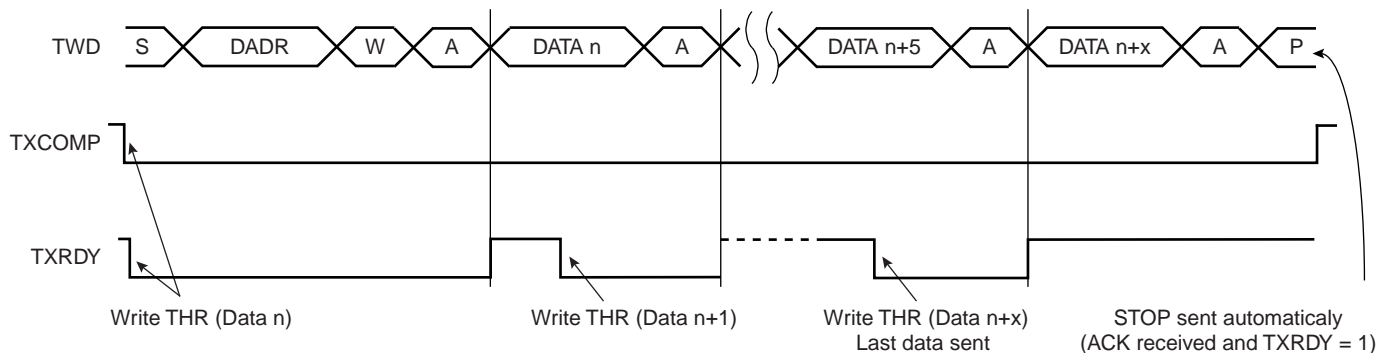 TWD S DADR W A DATA n A DATA n+5 A DATA n+x A P
TXCOMP
TXRDY
Write THR (Data n)
Write THR (Data n+1)
Write THR (Data n+x)
Last data sent
STOP sent automaticaly
(ACK received and TXRDY = 1)